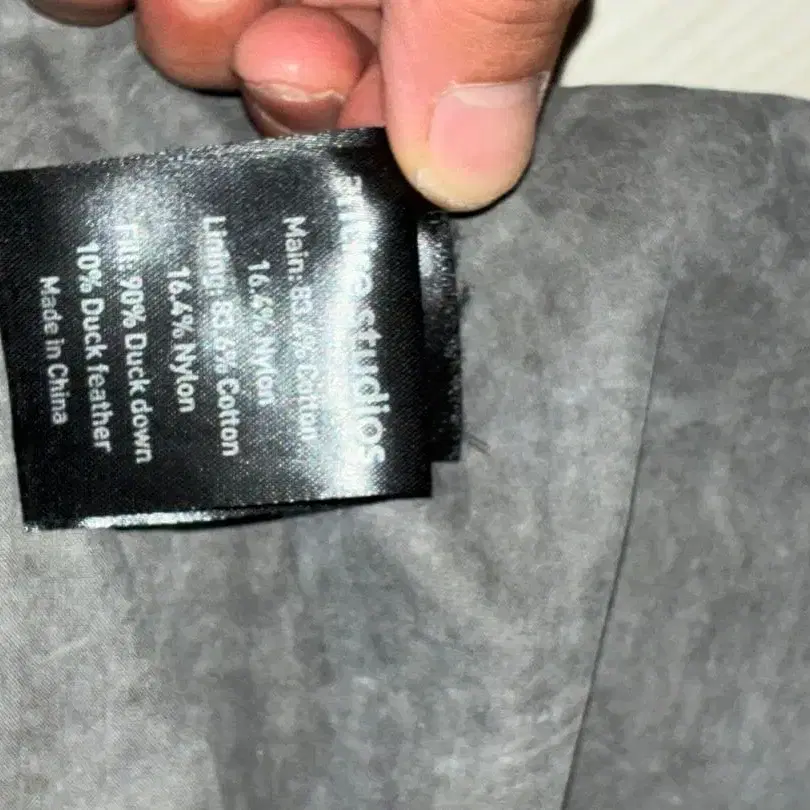 studios
Main: 83.6% Cotton
16.4% Nylon
Lining: 83.6% Cotton
16.4% Nylon
Fill: 90% Duck down
10% Duck feather
Made in China